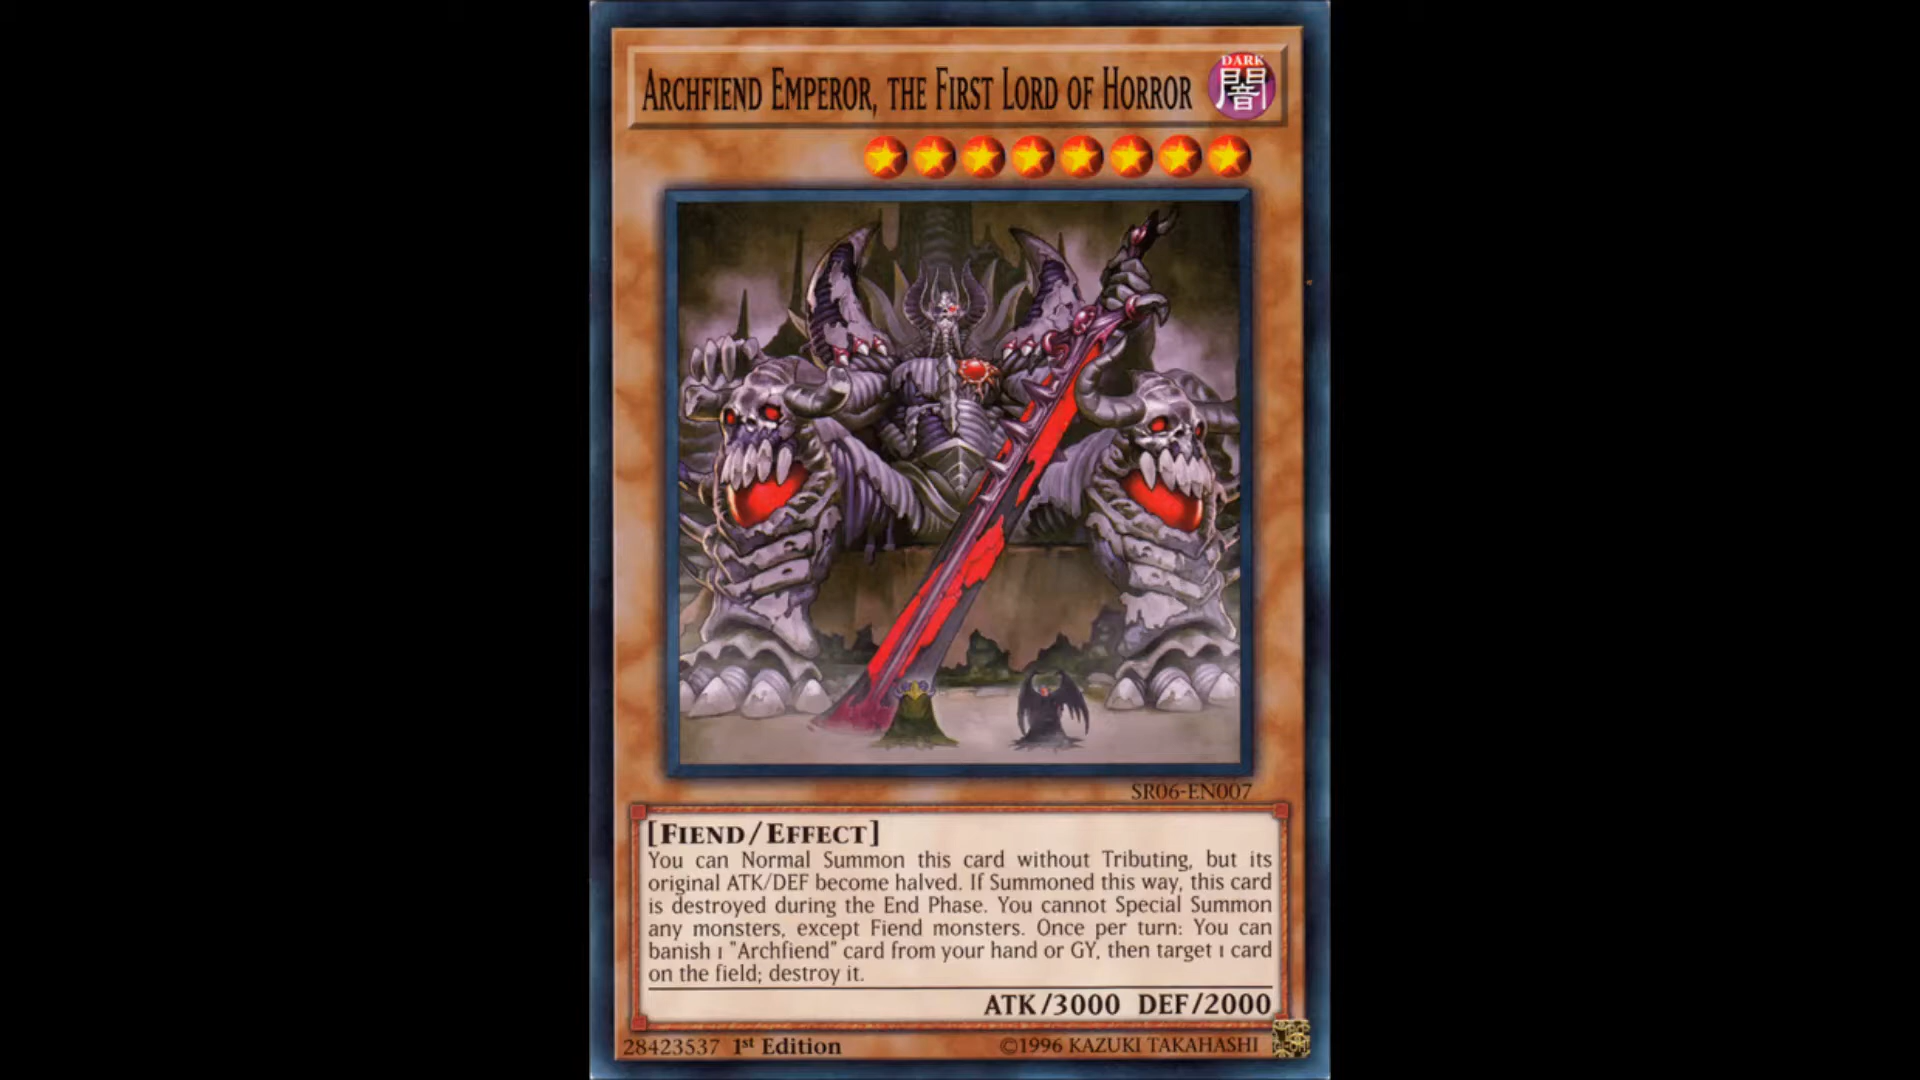 ARCHFIEND EMPEROR, THE FIRST LORD OF HORROR
DARK
闇
SR06-EN007
[FIEND/EFFECT]
You can Normal Summon this card without Tributing, but its
original ATK/DEF become halved. If Summoned this way, this card
is destroyed during the End Phase. You cannot Special Summon
any monsters, except Fiend monsters. Once per turn: You can
banish 1 "Archfiend" card from your hand or GY, then target 1 card
on the field; destroy it.
ATK/3000 DEF/2000
28423537 1st Edition
©1996 KAZUKI TAKAHASHI